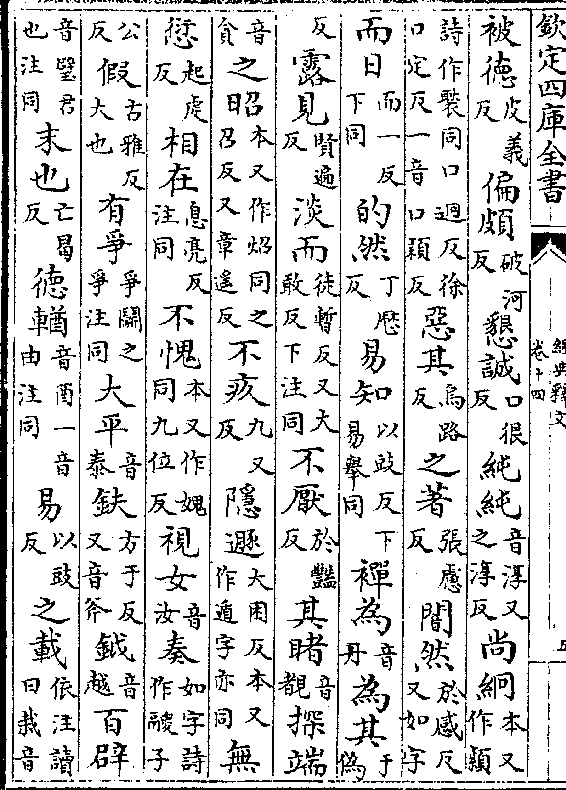 欽定四庫全書
經典釋文
卷十四
被德皮義反偏頗破河反懇誠口很反純純音淳又之淳反尚絅本又作顈
詩作褧同口迥反徐口定反一音口穎反惡其烏路反之著張慮反闇然於感反又如字
而日而一反下同的然丁歷反易知以豉反下易舉同襌為音丹為其于偽
反露見賢遍反淡而徒暫反又大敢反下注同不厭於豔反其睹音覩探端
音貪之昭本又作炤同之召反又章遙反不疚九又反隱遯大困反本又作遁字亦同無
愆起虔反相在息亮反注同不愧本又作媿同九位反視女音汝奏如字詩作鬷子
公反假古雅反大也有爭爭鬭之爭注同大平音泰鈇方于反又音斧鉞音越百辟
音璧君也注同末也亡曷反德輶音酉一音由注同易以豉反之載依注讀曰栽音